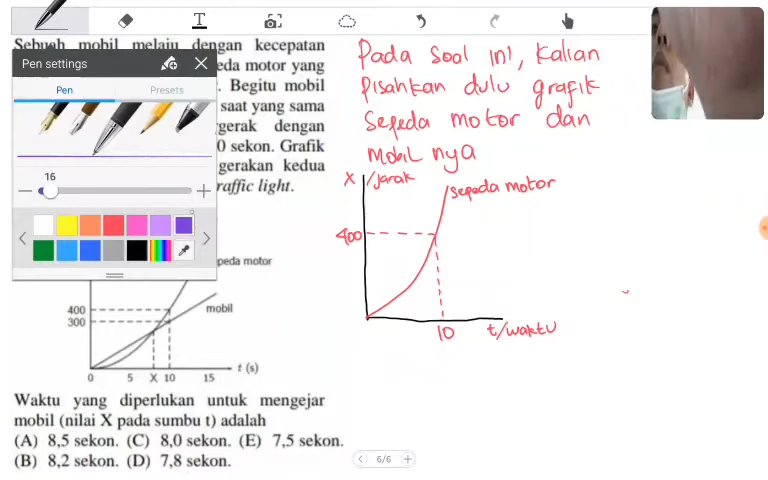 Sebuah mobil melaju dengan kecepatan
eda motor yang
. Begitu mobil
saat yang sama
gerak dengan
0 sekon. Grafik
gerakan kedua
raffic light.
Pen settings
Pen
Presets
16
peda motor
400
300
mobil
0 5 X 10 15 t (s)
Waktu yang diperlukan untuk mengejar
mobil (nilai X pada sumbu t) adalah
(A) 8,5 sekon. (C) 8,0 sekon. (E) 7,5 sekon.
(B) 8,2 sekon. (D) 7,8 sekon.
Pada Soal ini, Kalian
Pisahkan dulu grafik
Sepeda motor dan
Mobil nya
X /Jarak
Sepeda motor
400
10
t/waktu
6/6